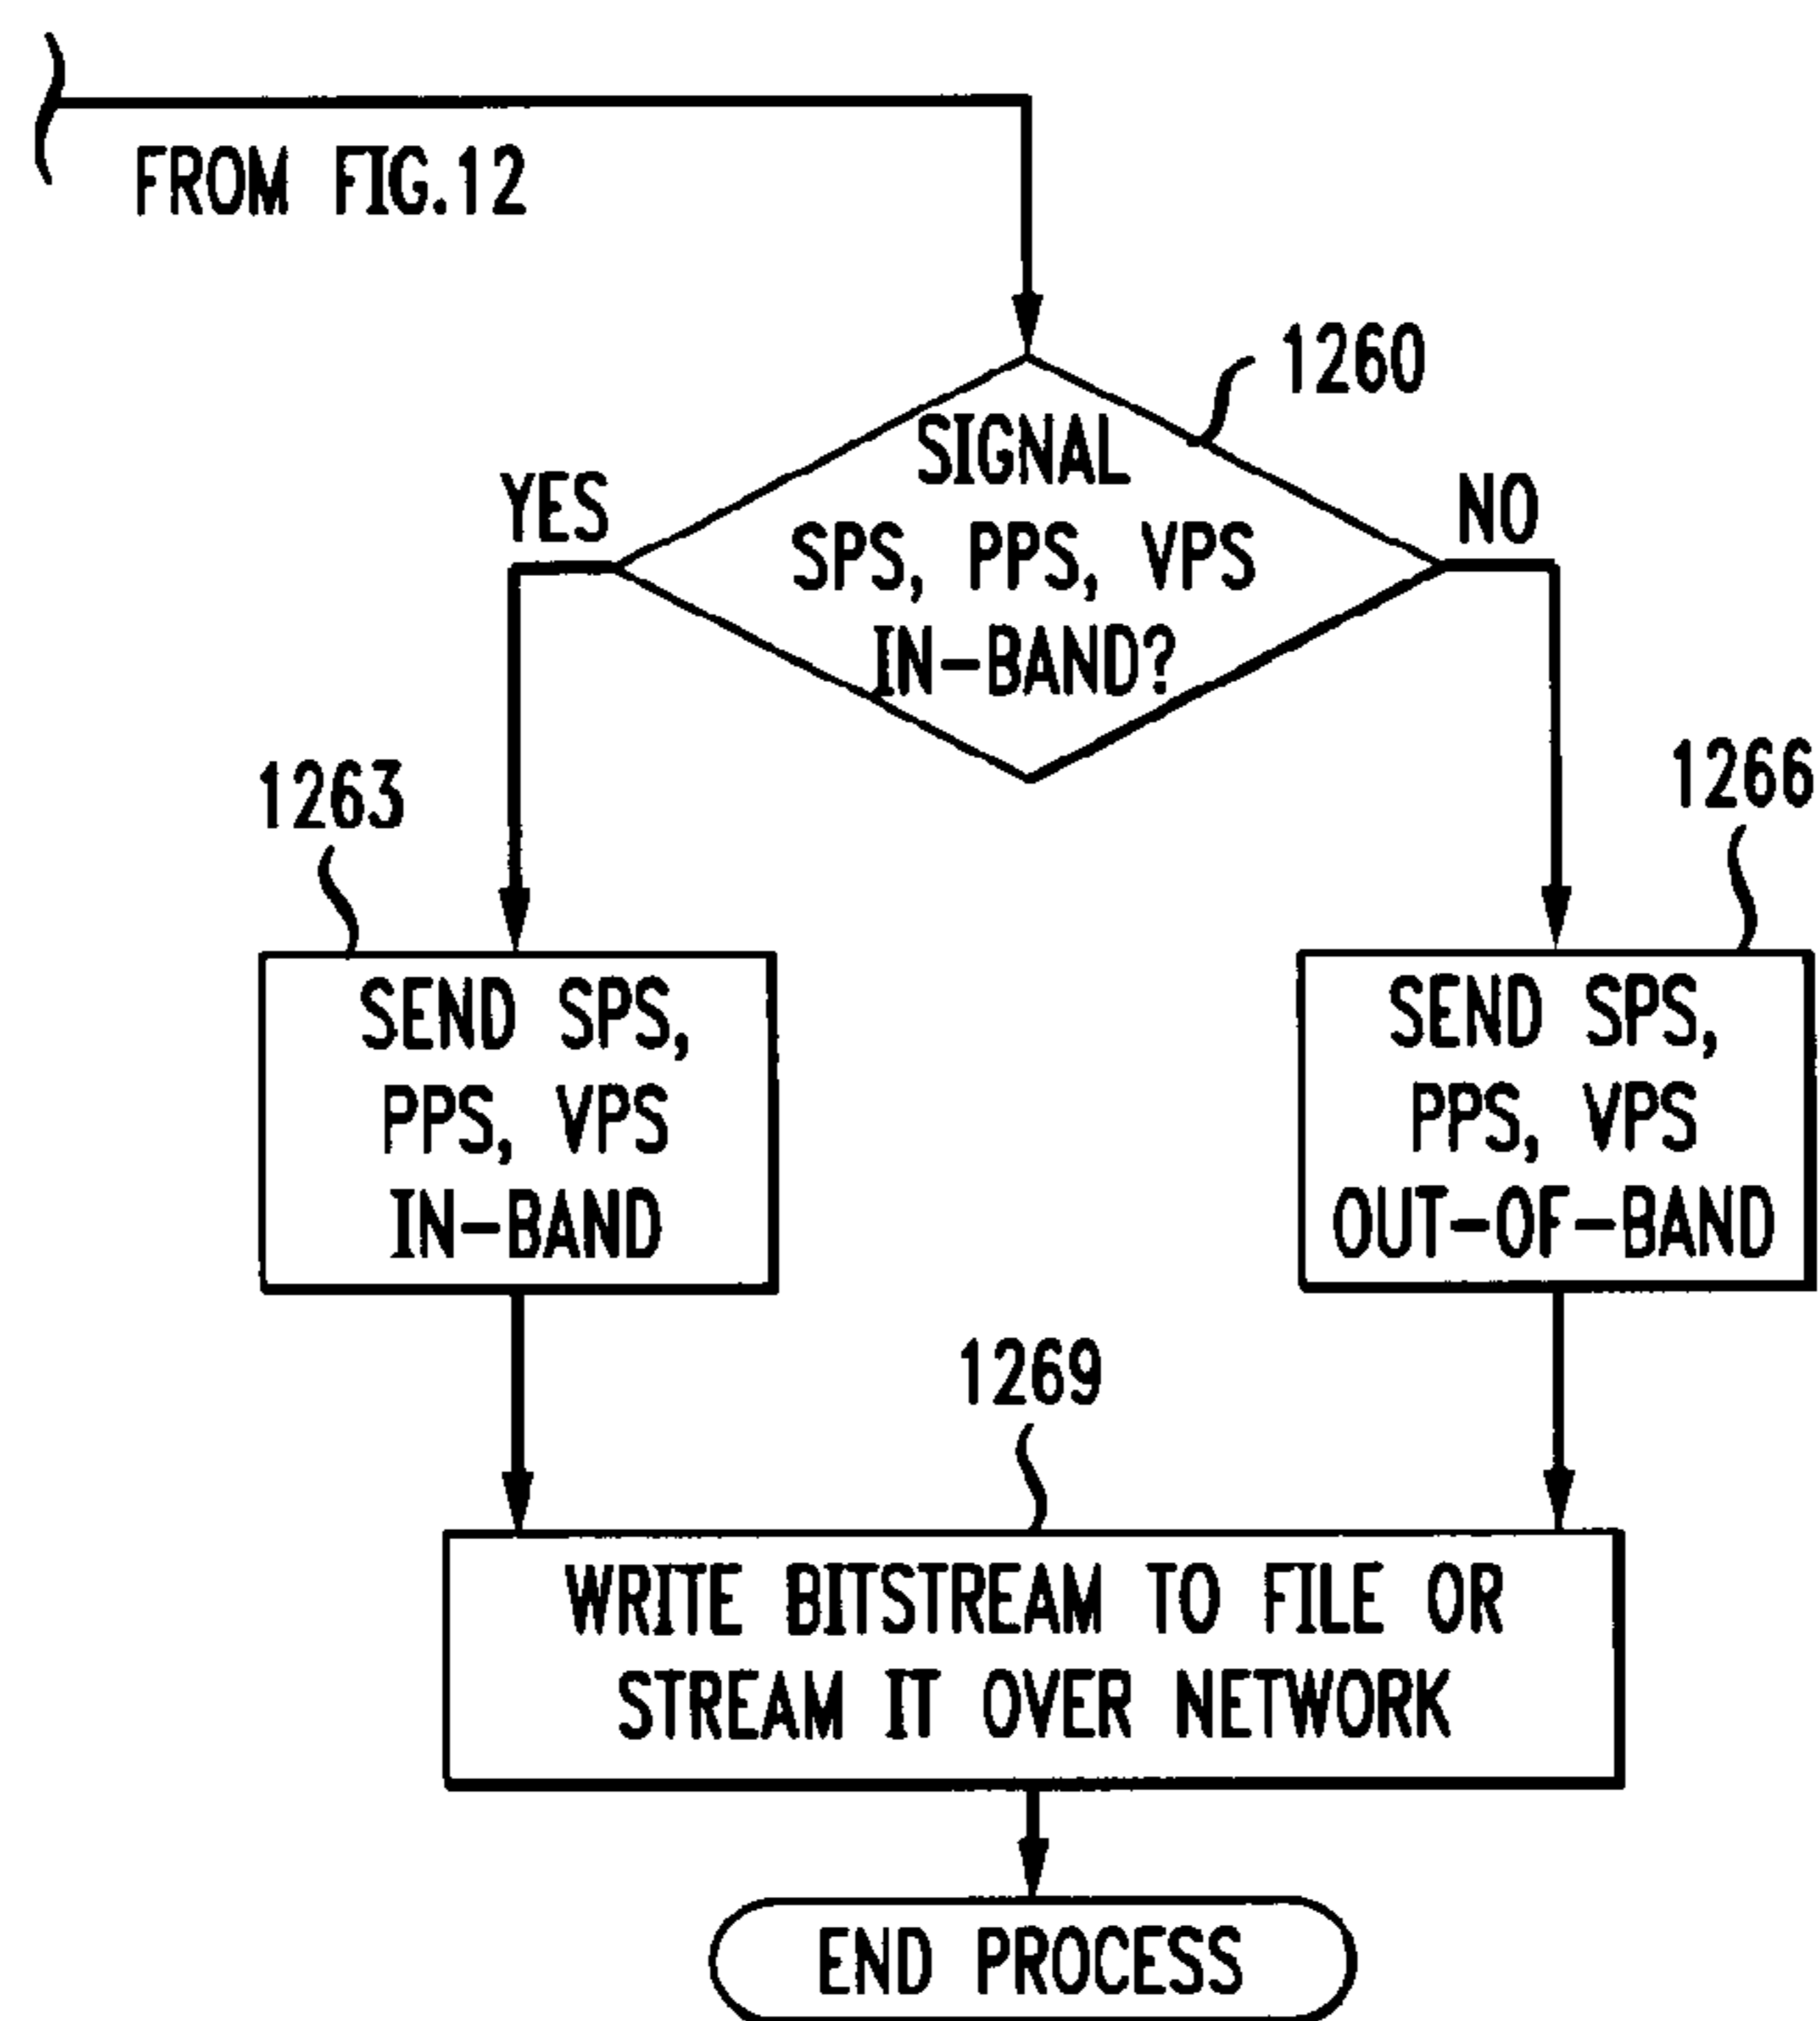 FROM FIG.12
1260
SIGNAL
SPS, PPS, VPS
IN-BAND?
YES
NO
1263
SEND SPS,
PPS, VPS
IN-BAND
1266
SEND SPS,
PPS, VPS
OUT-OF-BAND
1269
WRITE BITSTREAM TO FILE OR
STREAM IT OVER NETWORK
END PROCESS